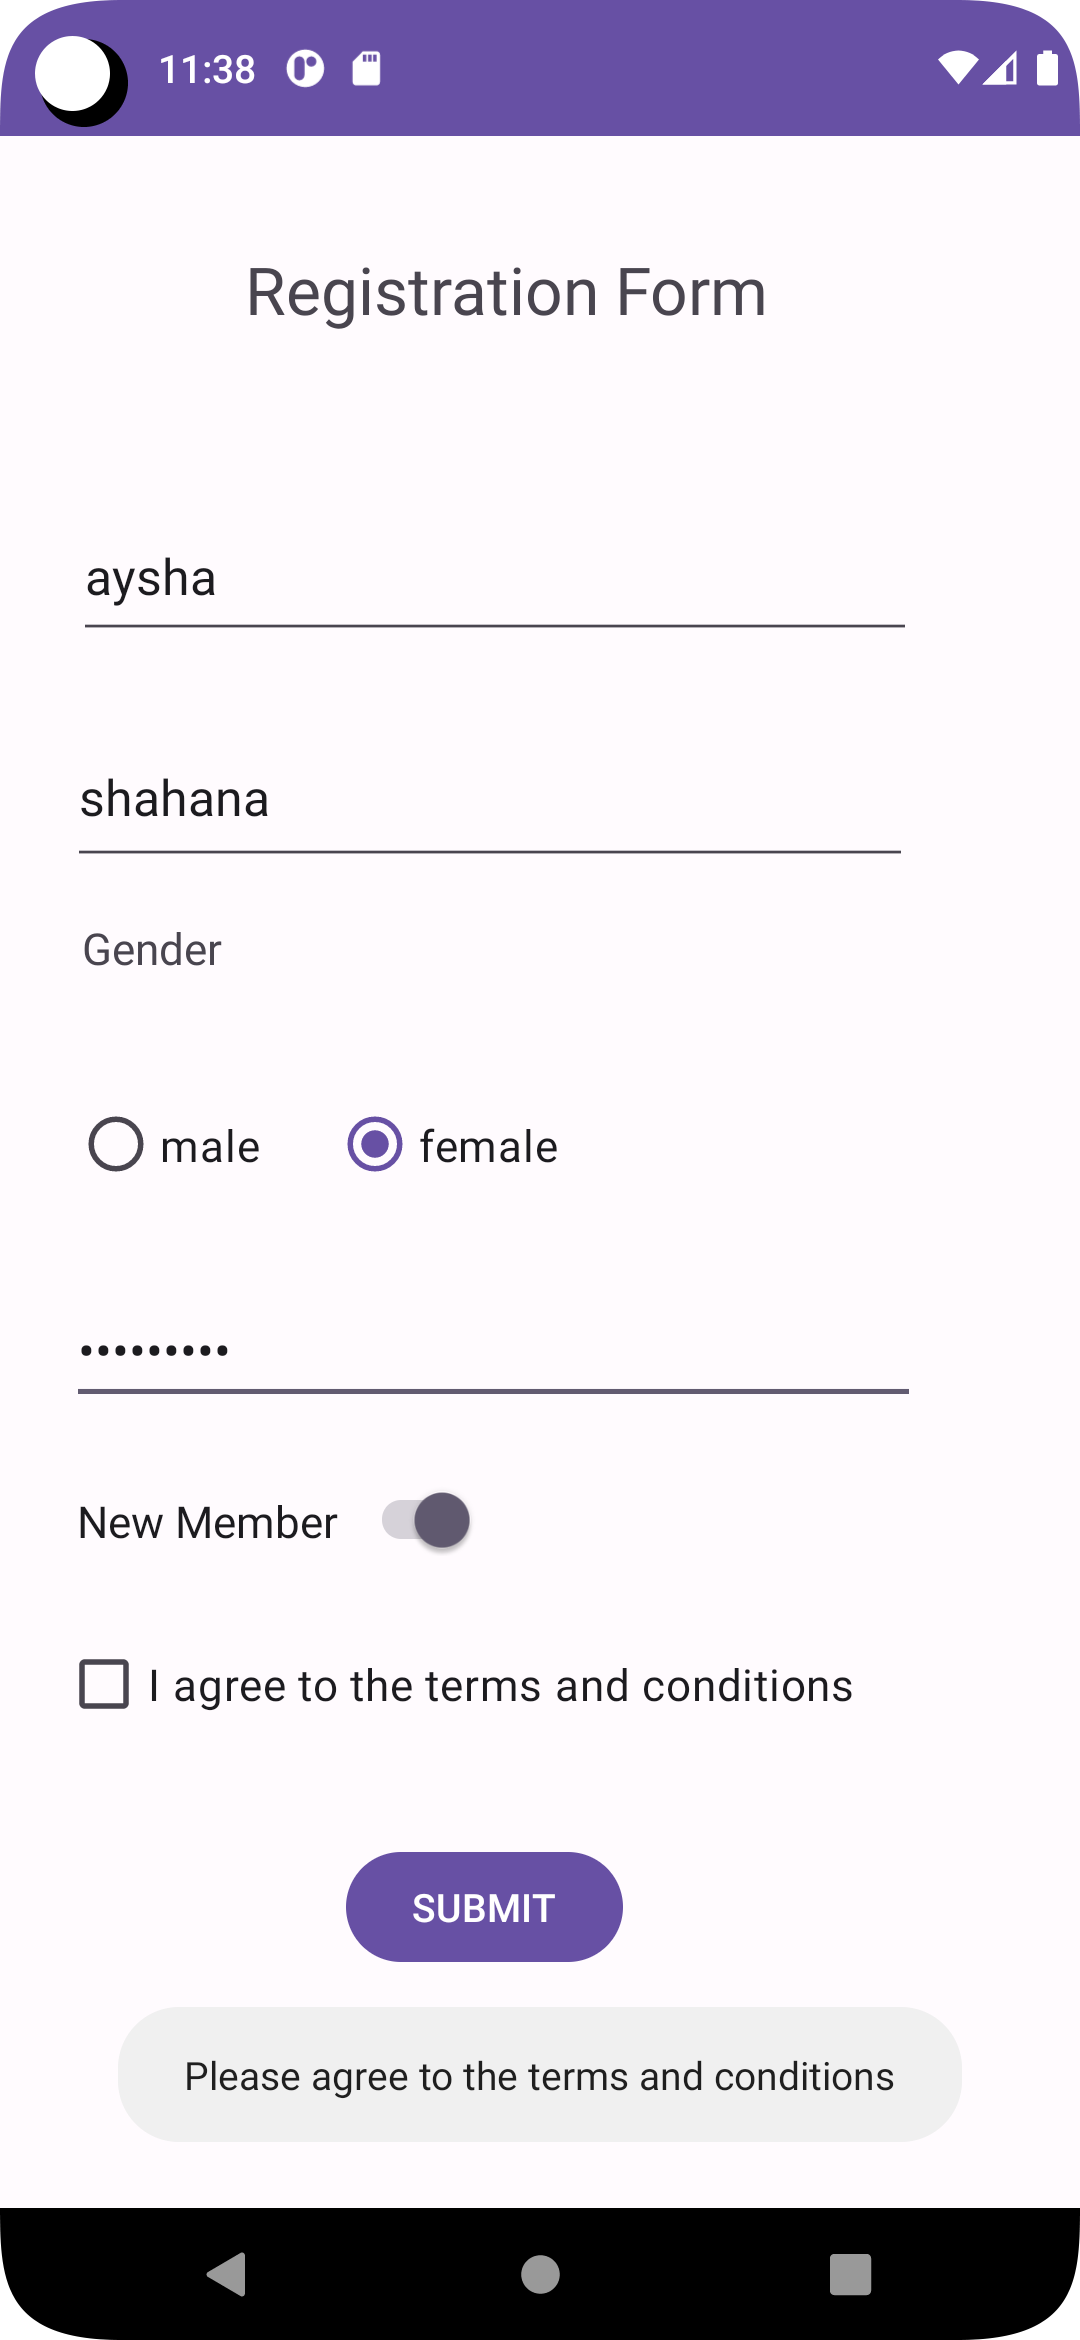 11:38
Registration Form
aysha
shahana
Gender
male female
•••••••••
New Member
I agree to the terms and conditions
SUBMIT
Please agree to the terms and conditions